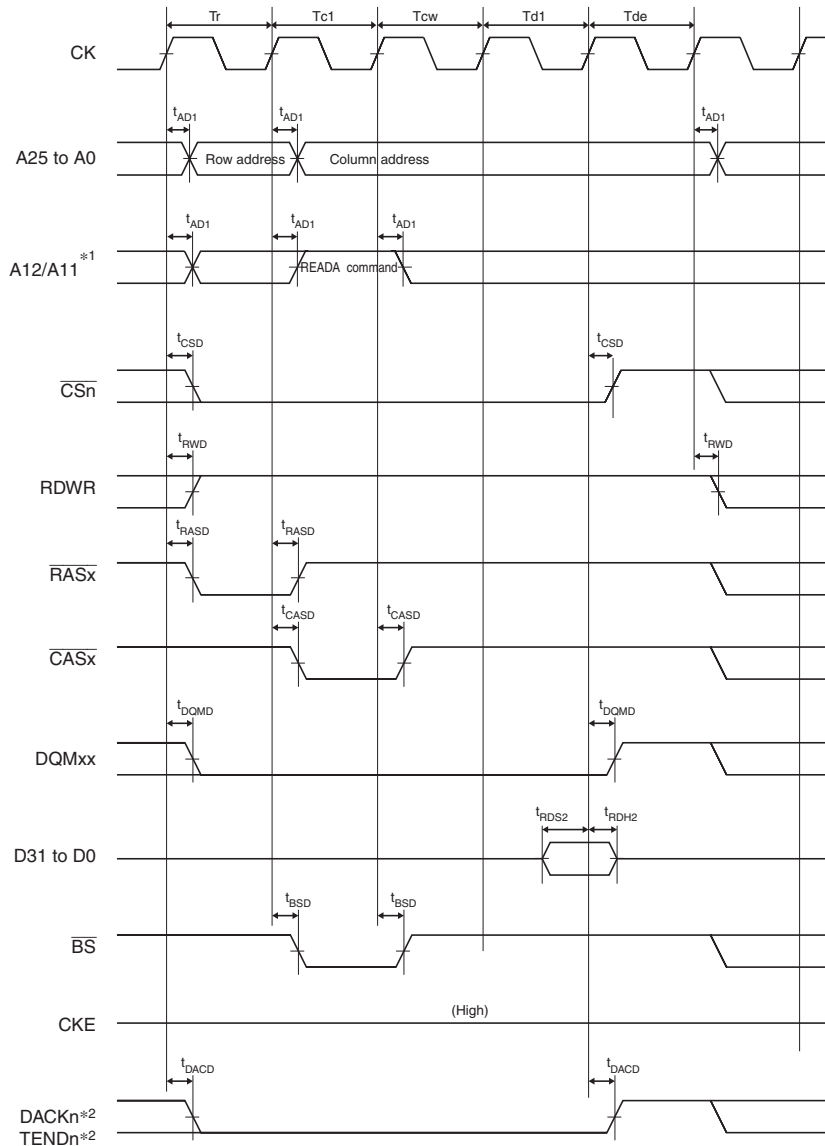 Tr Tc1 Tcw Td1 Tde
CK
tAD1 tAD1 tAD1
A25 to A0 Row address Column address
tAD1 tAD1 tAD1
A12/A11*1 READA command
tCSD tCSD
CSn
tRWD tRWD
RDWR
tRASD tRASD
RASx
tCASD tCASD
CASx
tDQMD tDQMD
DQMxx
tRDS2 tRDH2
D31 to D0
tBSD tBSD
BS
(High)
CKE
tDACD tDACD
DACKn*2
TENDn*2